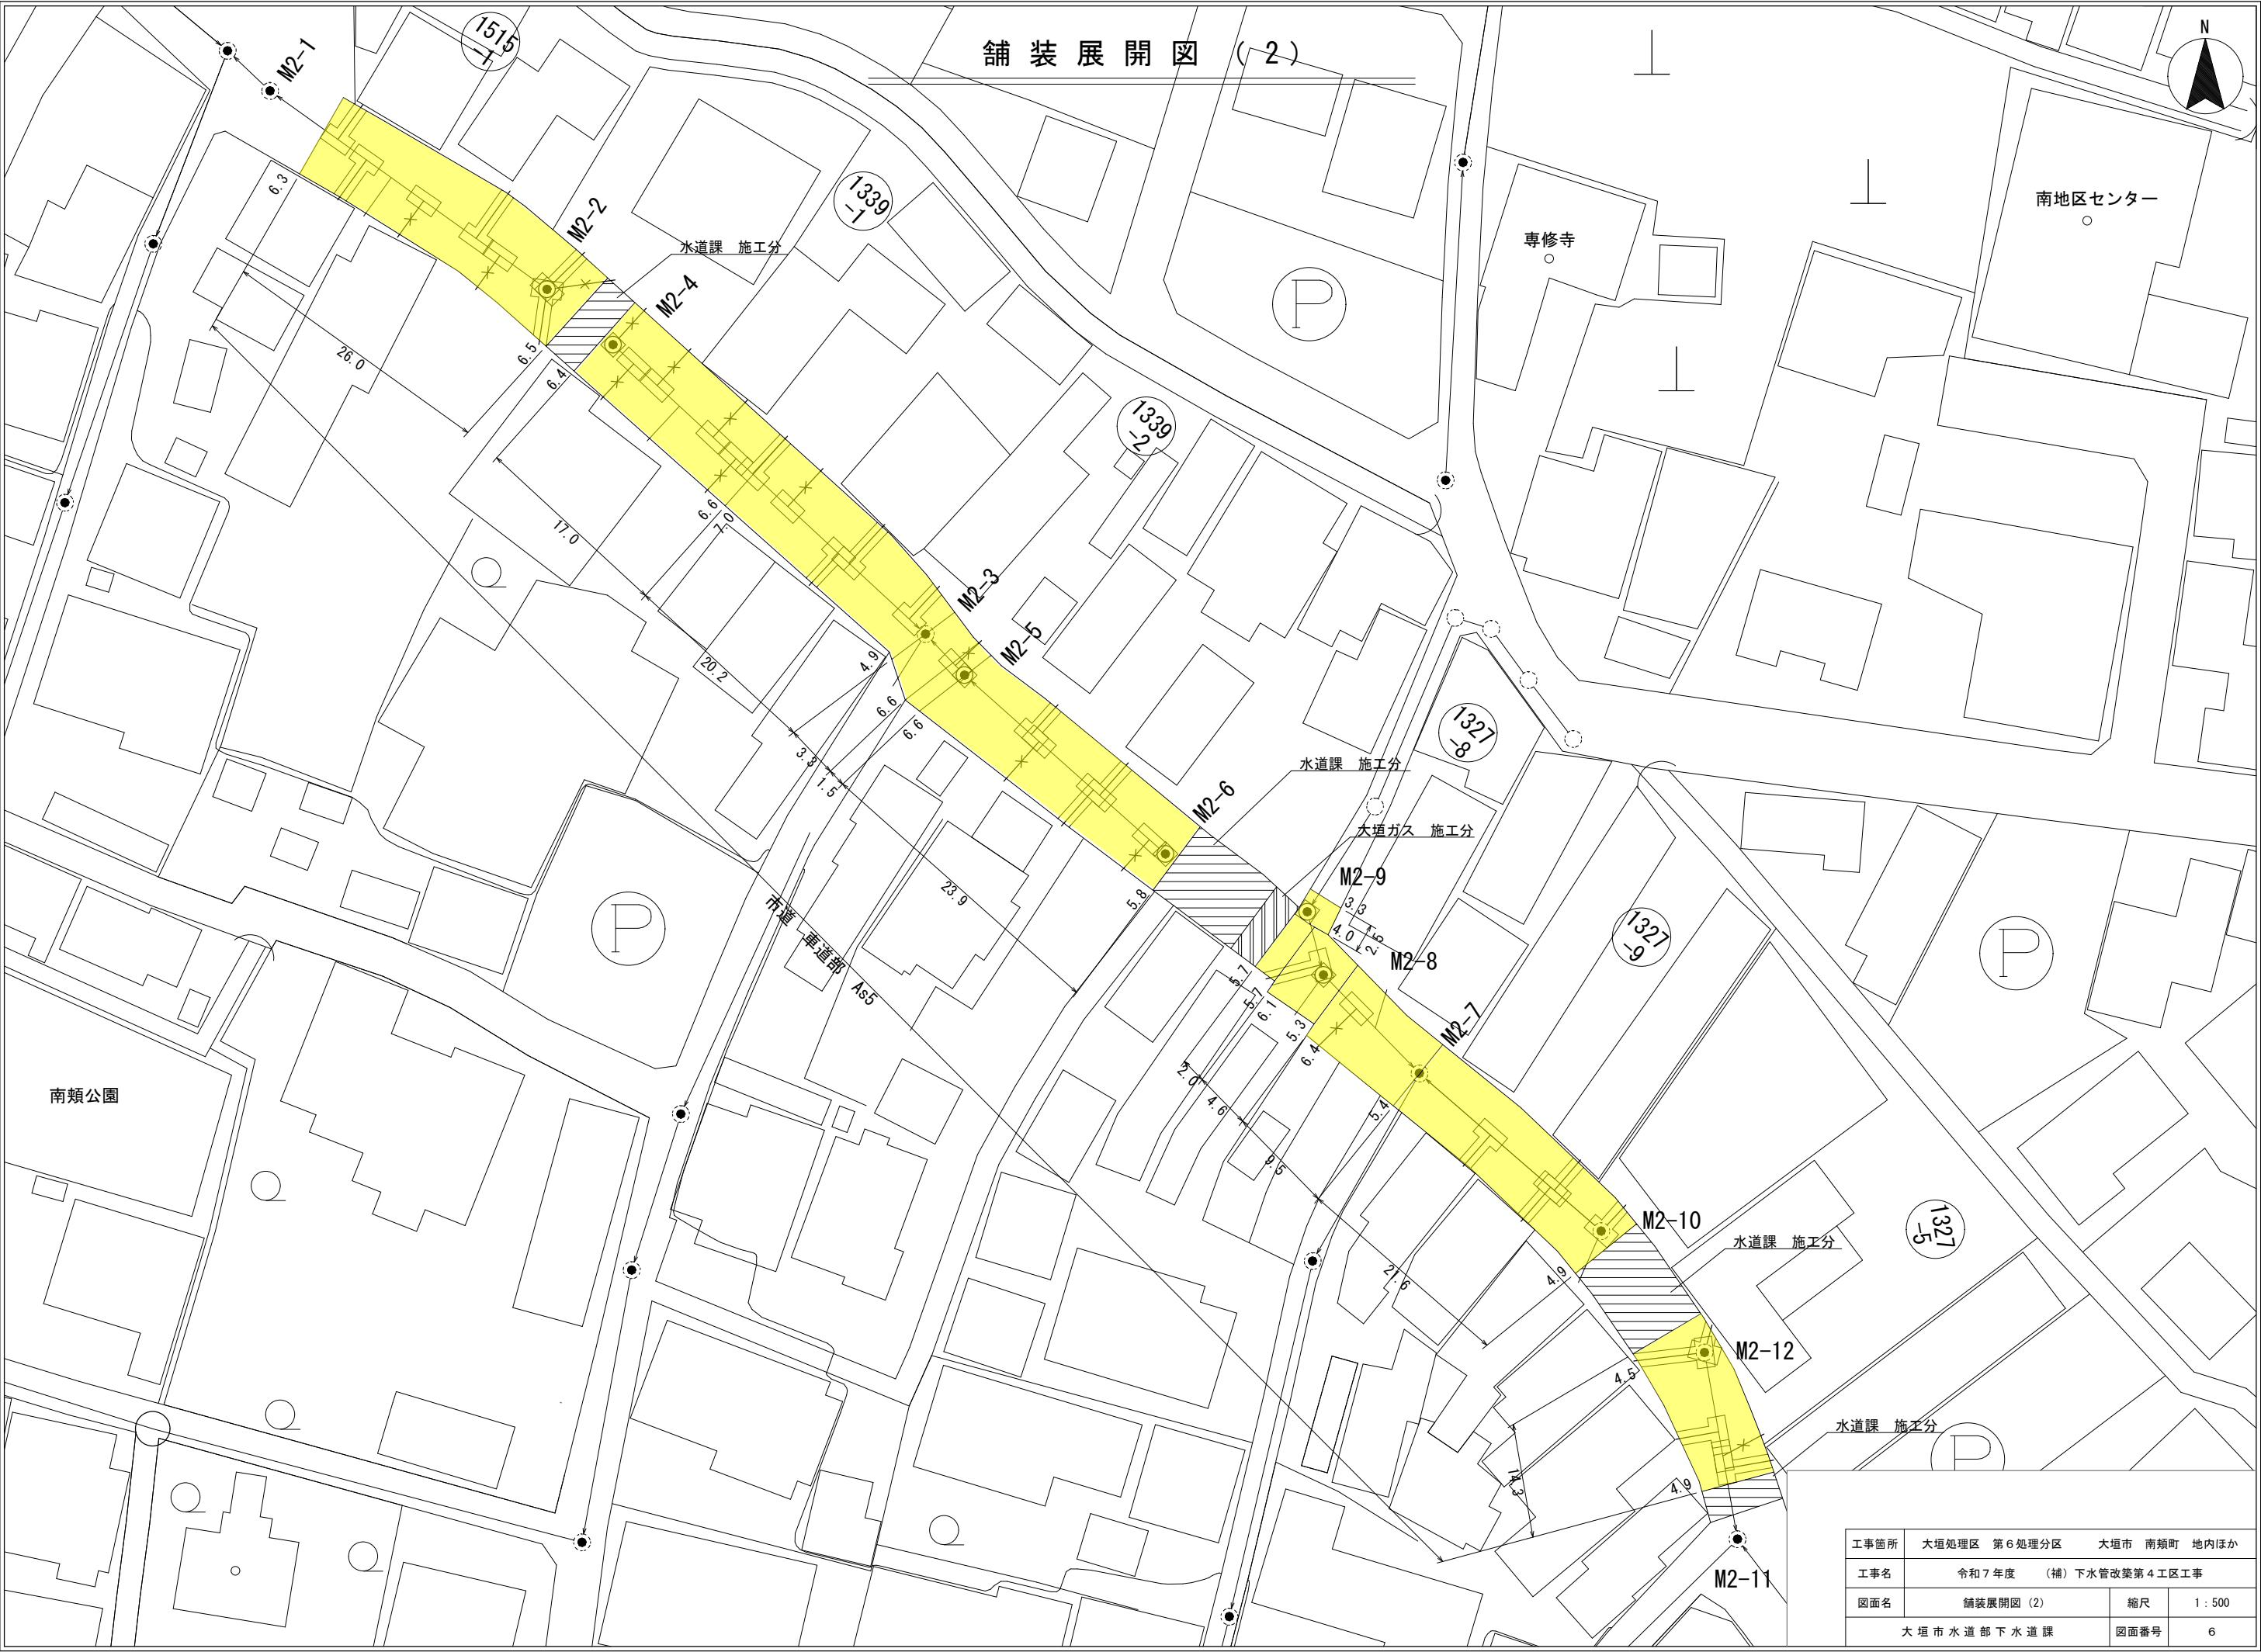 舗装展開図（2）
N
1515
-1
M2-1
6.3
26.0
M2-2
水道課　施工分
M2-4
6.5
6.4
1339
-1
1339
-2
P
専修寺
南地区センター
17.0
6.6
7.0
M2-3
M2-5
20.2
4.9
6.6
6.6
3.3
1.5
23.9
M2-6
水道課　施工分
大垣ガス　施工分
1327
-8
M2-9
3.3
4.0
2.5
M2-8
1327
-9
P
P
5.8
市道　車道部　As5
5.7
5.7
6.1
5.3
6.4
2.0
4.6
9.5
M2-7
5.4
21.6
南頬公園
M2-10
水道課　施工分
1327
-5
4.9
M2-12
4.5
水道課　施工分
P
14.3
4.9
M2-11
工事箇所　大垣処理区　第6処理分区　大垣市　南頬町　地内ほか
工事名　令和7年度　（補）下水管改築第4工区工事
図面名　舗装展開図（2）　縮尺　1：500
大垣市水道部下水道課　図面番号　6